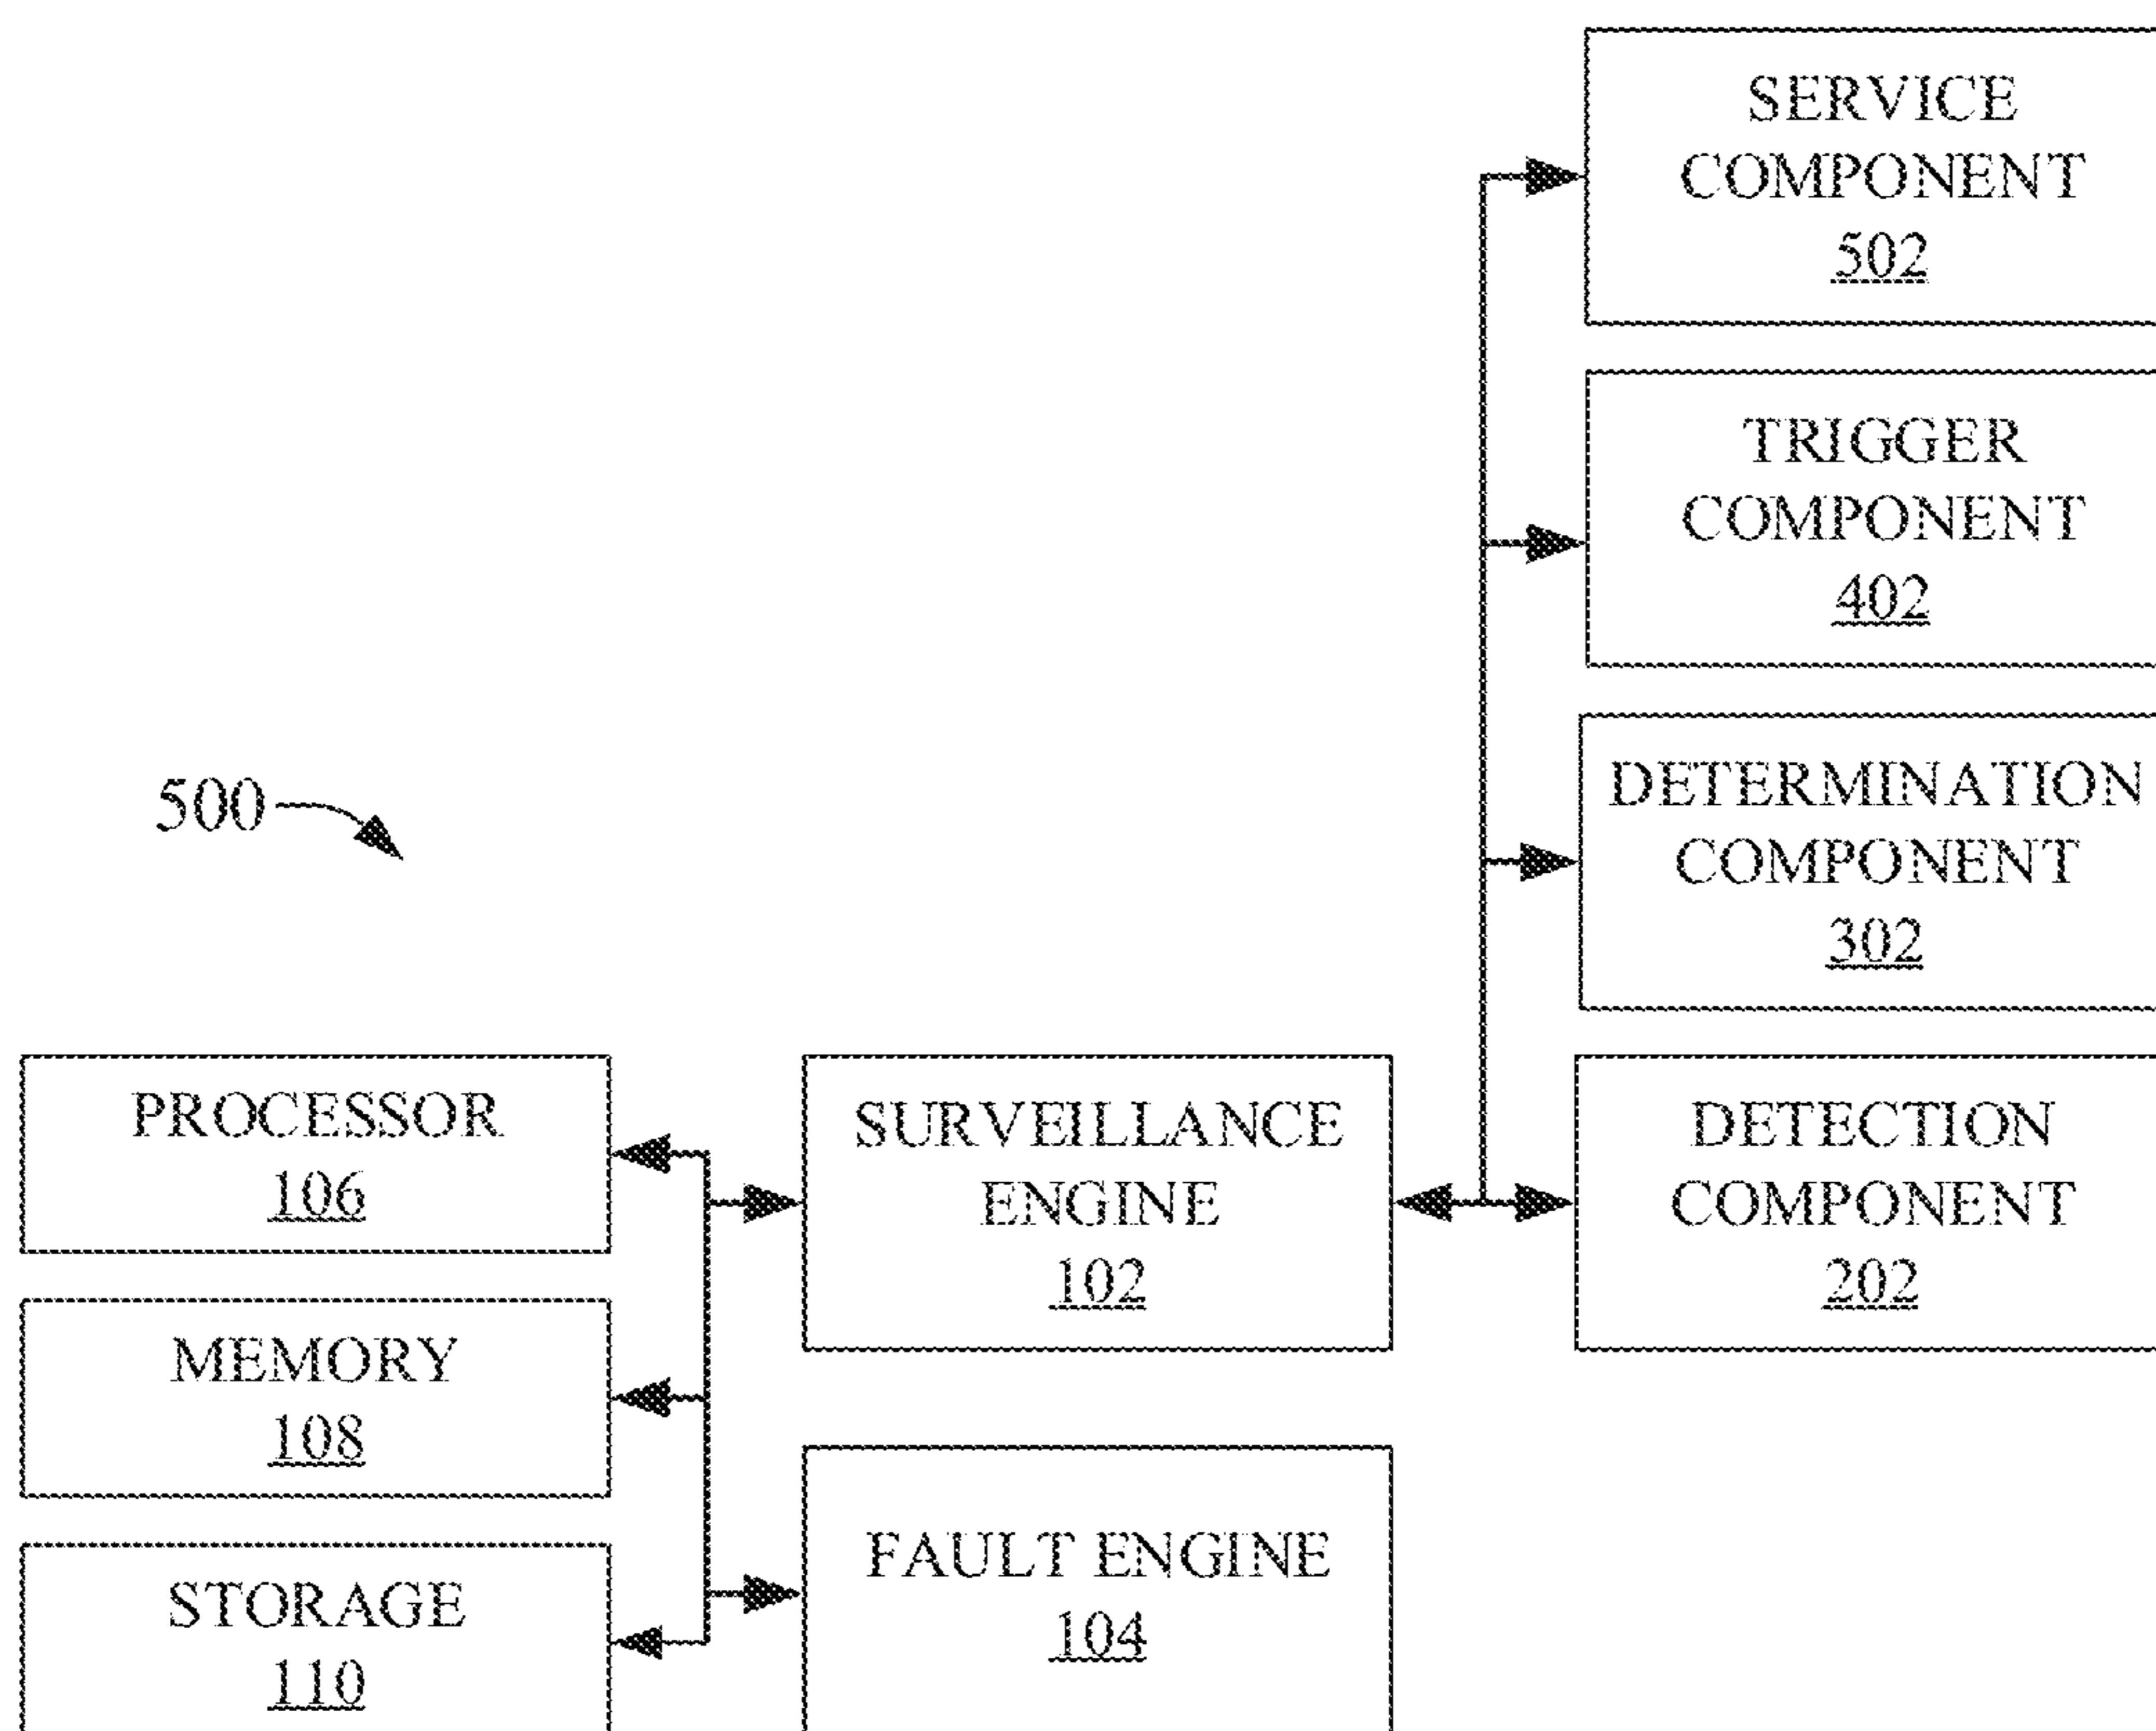 SERVICE
COMPONENT
502
TRIGGER
COMPONENT
402
DETERMINATION
COMPONENT
302
500
PROCESSOR
106
SURVEILLANCE
ENGINE
102
DETECTION
COMPONENT
202
MEMORY
108
FAULT ENGINE
104
STORAGE
110